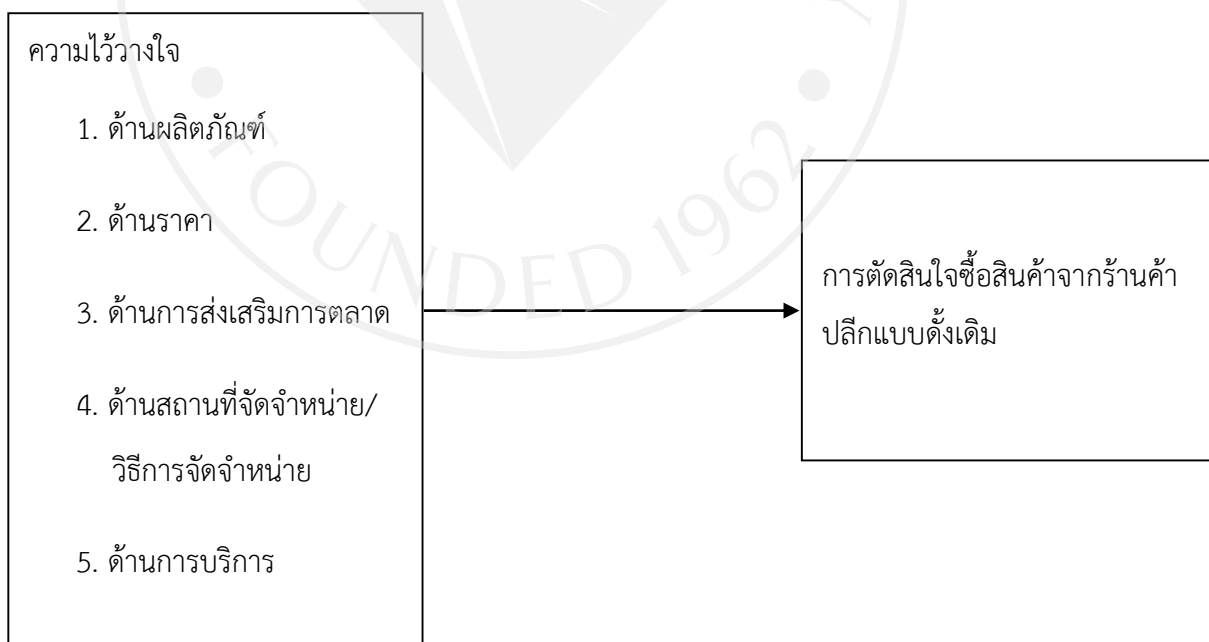 ความไว้วางใจ
1. ด้านผลิตภัณฑ์
2. ด้านราคา
3. ด้านการส่งเสริมการตลาด
4. ด้านสถานที่จัดจำหน่าย/
วิธีการจัดจำหน่าย
5. ด้านการบริการ
การตัดสินใจซื้อสินค้าจากร้านค้า
ปลีกแบบดั้งเดิม
FOUNDED 1962